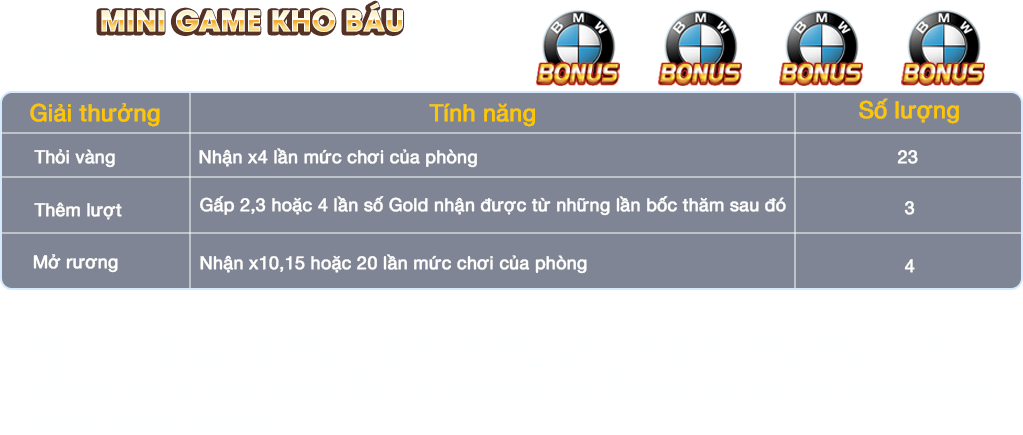 MINI GAME KHO BÁU
BMW BMW BMW BMW
BONUS BONUS BONUS BONUS
Giải thưởng Tính năng Số lượng
Thỏi vàng Nhận x4 lần mức chơi của phòng 23
Thêm lượt Gấp 2,3 hoặc 4 lần số Gold nhận được từ những lần bốc thăm sau đó 3
Mở rương Nhận x10,15 hoặc 20 lần mức chơi của phòng 4